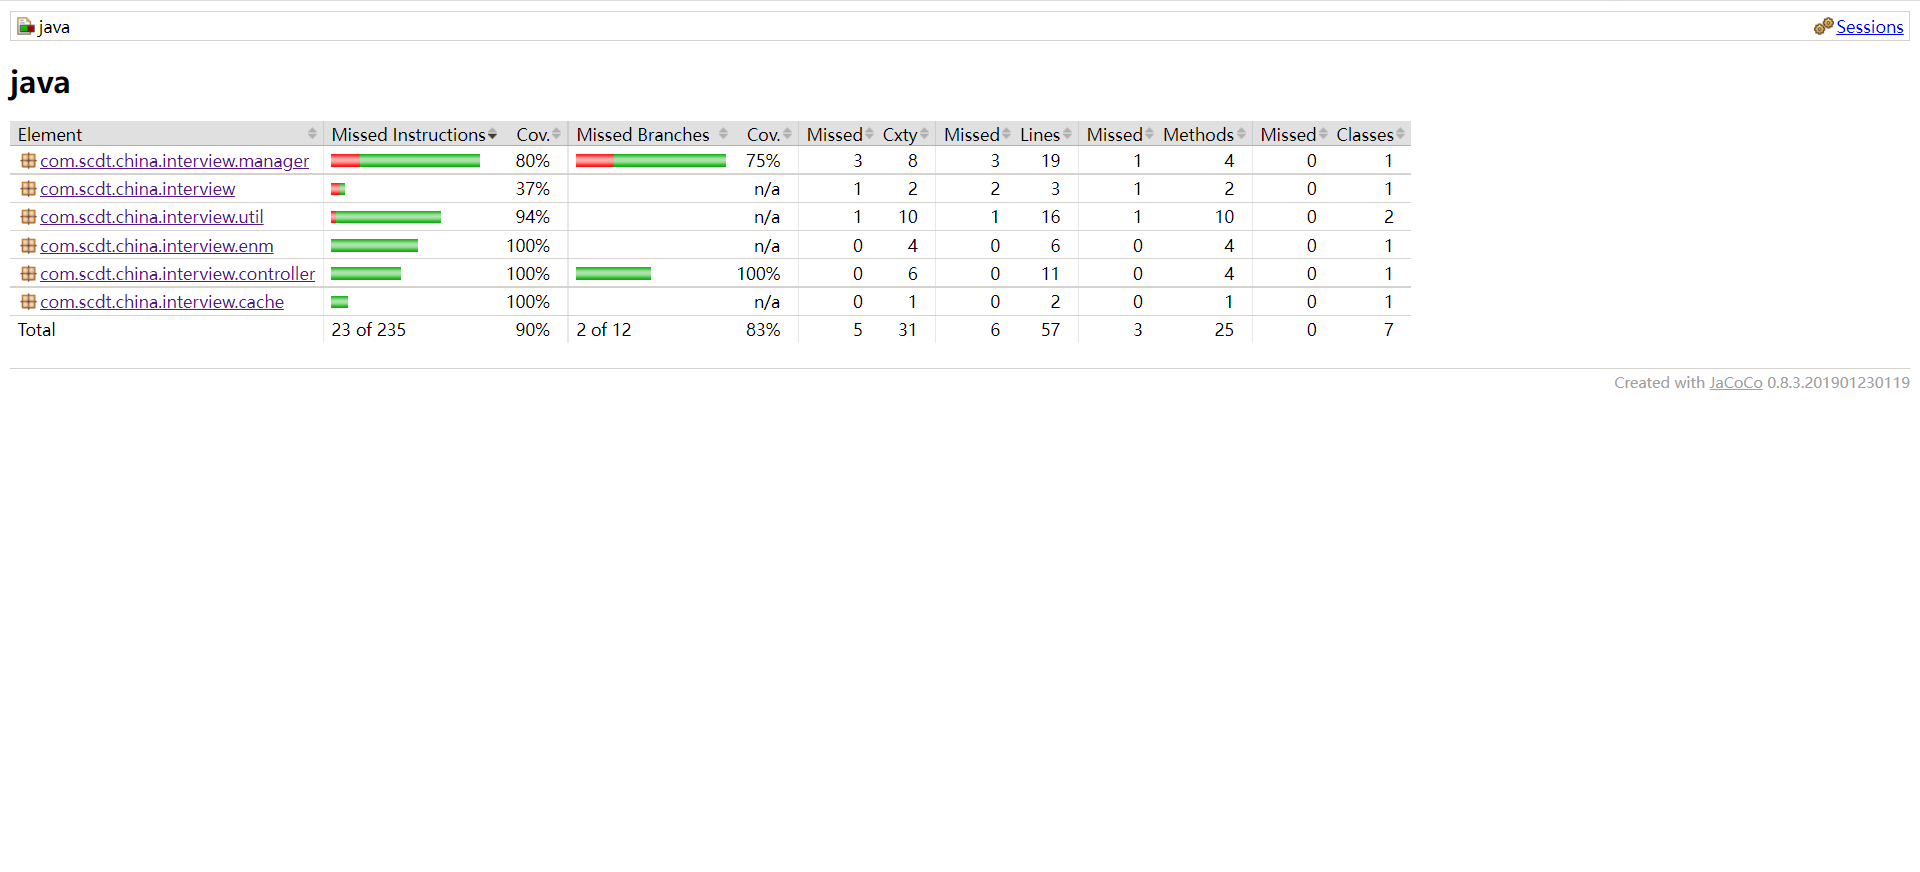 java Sessions
java
Element Missed Instructions Cov. Missed Branches Cov. Missed Cxty Missed Lines Missed Methods Missed Classes
com.scdt.china.interview.manager 80% 75% 3 8 3 19 1 4 0 1
com.scdt.china.interview 37% n/a 1 2 2 3 1 2 0 1
com.scdt.china.interview.util 94% n/a 1 10 1 16 1 10 0 2
com.scdt.china.interview.enm 100% n/a 0 4 0 6 0 4 0 1
com.scdt.china.interview.controller 100% 100% 0 6 0 11 0 4 0 1
com.scdt.china.interview.cache 100% n/a 0 1 0 2 0 1 0 1
Total 23 of 235 90% 2 of 12 83% 5 31 6 57 3 25 0 7
Created with JaCoCo 0.8.3.201901230119